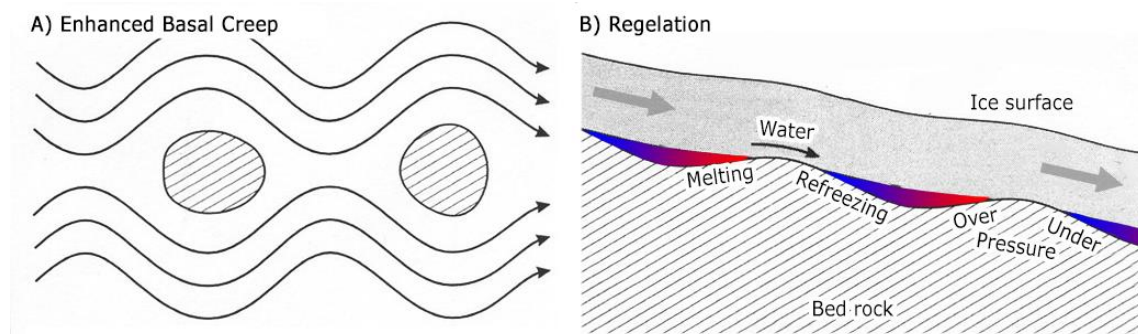 A) Enhanced Basal Creep
B) Regelation
Ice surface
Water
Melting
Refreezing
Over
Under
Pressure
Bed rock